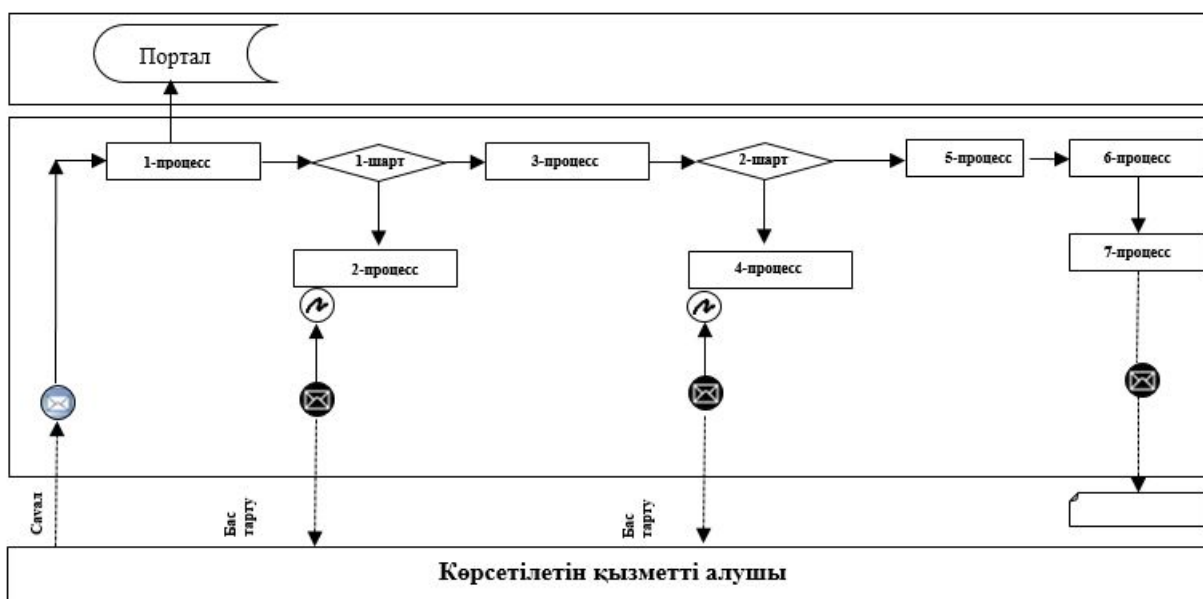 Портал
1-процесс
1-шарт
3-процесс
2-шарт
5-процесс
6-процесс
2-процесс
4-процесс
7-процесс
Сауал
Бас
тарту
Бас
тарту
Көрсетілетін қызметті алушы